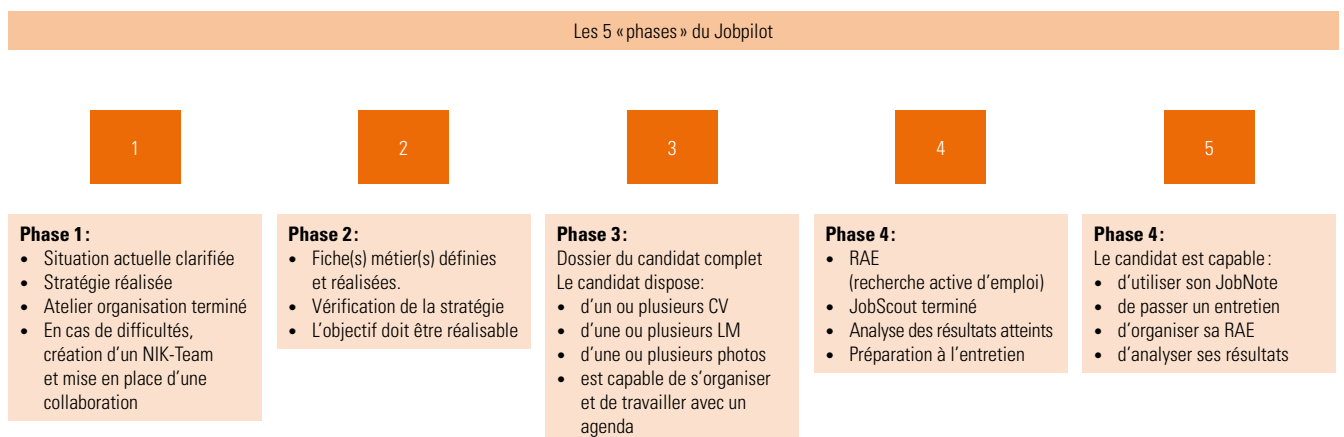 Les 5 « phases » du Jobpilot
1
2
3
4
5
Phase 1 :
• Situation actuelle clarifiée
• Stratégie réalisée
• Atelier organisation terminé
• En cas de difficultés,
création d’un NIK-Team
et mise en place d’une
collaboration
Phase 2 :
• Fiche(s) métier(s) définies
et réalisées.
• Vérification de la stratégie
• L’objectif doit être réalisable
Phase 3 :
Dossier du candidat complet
Le candidat dispose:
• d’un ou plusieurs CV
• d’une ou plusieurs LM
• d’une ou plusieurs photos
• est capable de s’organiser
et de travailler avec un
agenda
Phase 4 :
• RAE
(recherche active d’emploi)
• JobScout terminé
• Analyse des résultats atteints
• Préparation à l’entretien
Phase 4 :
Le candidat est capable :
• d’utiliser son JobNote
• de passer un entretien
• d’organiser sa RAE
• d’analyser ses résultats